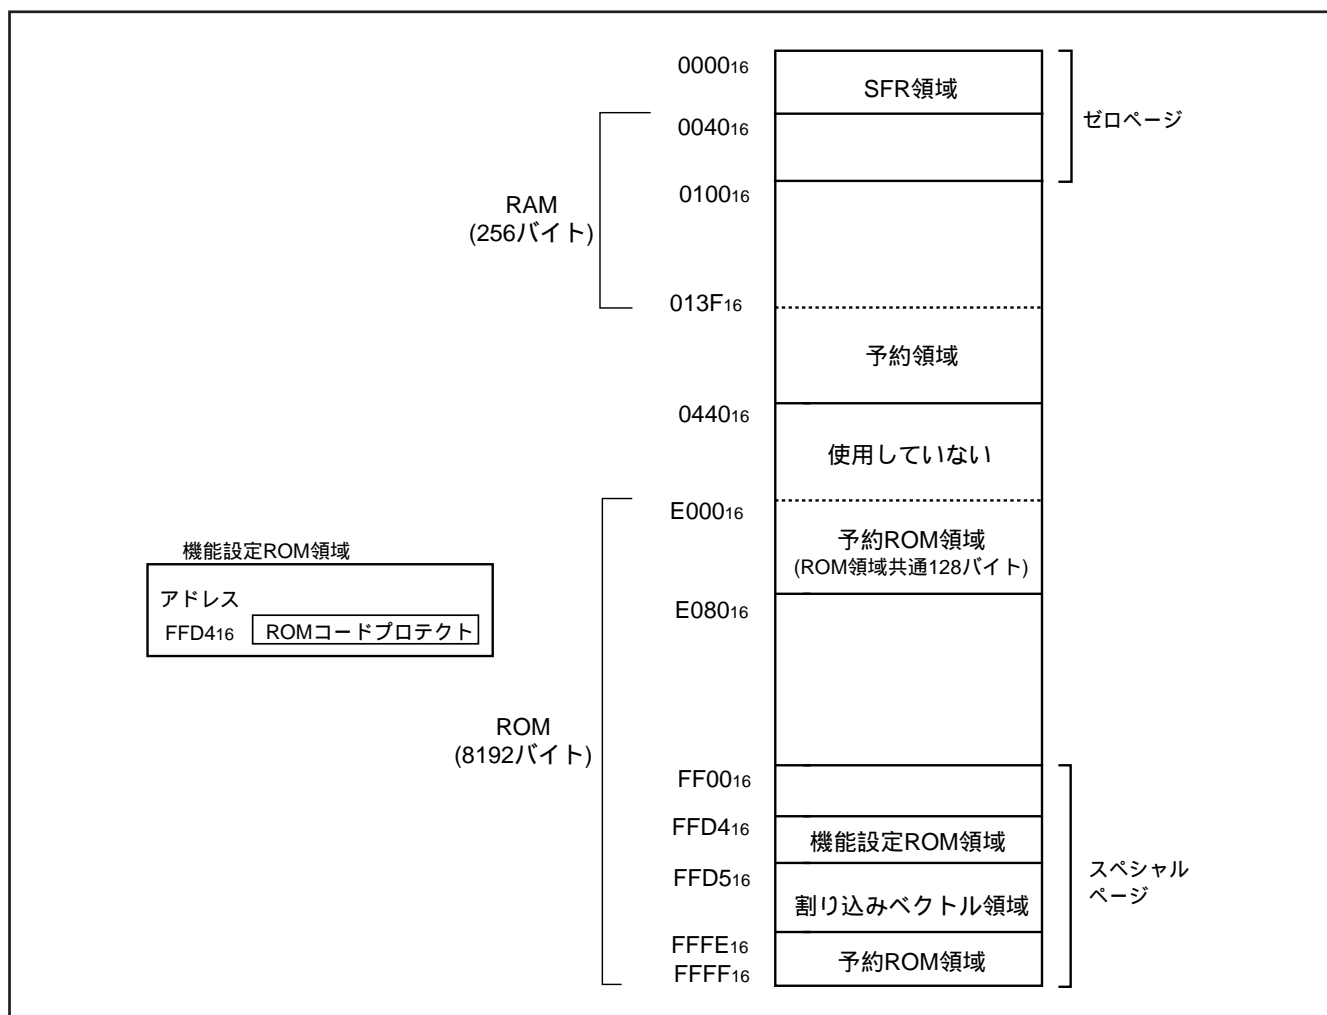 0000₁₆
SFR領域
ゼロページ
0040₁₆
0100₁₆
RAM
(256バイト)
013F₁₆
予約領域
0440₁₆
使用していない
E000₁₆
予約ROM領域
(ROM領域共通128バイト)
機能設定ROM領域
アドレス
FFD4₁₆ ROMコードプロテクト
E080₁₆
ROM
(8192バイト)
FF00₁₆
FFD4₁₆
機能設定ROM領域
FFD5₁₆
割り込みベクトル領域
スペシャル
ページ
FFFE₁₆
予約ROM領域
FFFF₁₆